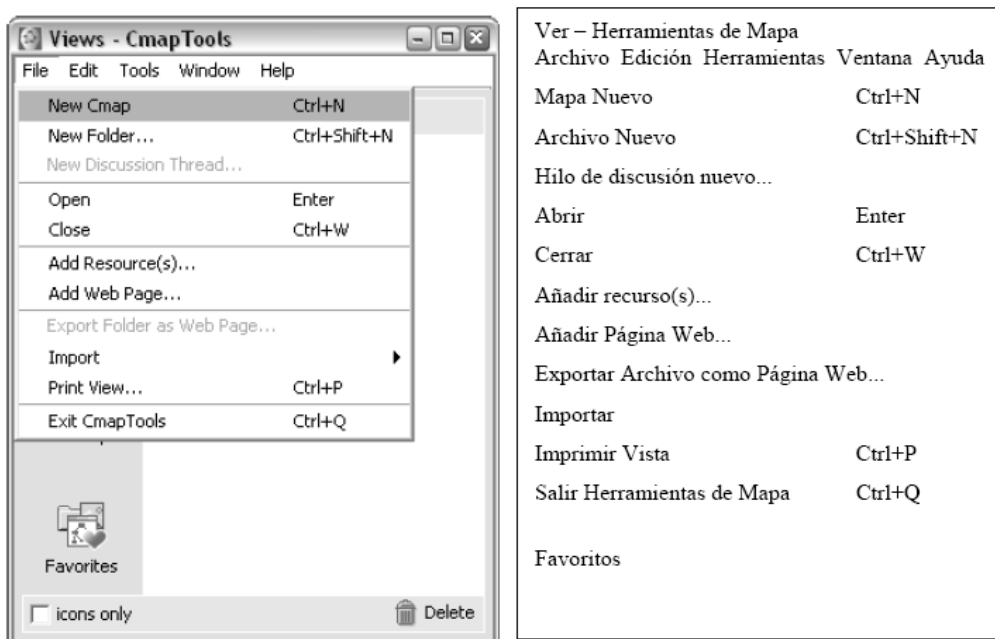 Views - CmapTools
File Edit Tools Window Help
New Cmap Ctrl+N
New Folder... Ctrl+Shift+N
New Discussion Thread...
Open Enter
Close Ctrl+W
Add Resource(s)...
Add Web Page...
Export Folder as Web Page...
Import
Print View... Ctrl+P
Exit CmapTools Ctrl+Q
Favorites
icons only Delete
Ver – Herramientas de Mapa
Archivo Edición Herramientas Ventana Ayuda
Mapa Nuevo Ctrl+N
Archivo Nuevo Ctrl+Shift+N
Hilo de discusión nuevo...
Abrir Enter
Cerrar Ctrl+W
Añadir recurso(s)...
Añadir Página Web...
Exportar Archivo como Página Web...
Importar
Imprimir Vista Ctrl+P
Salir Herramientas de Mapa Ctrl+Q
Favoritos